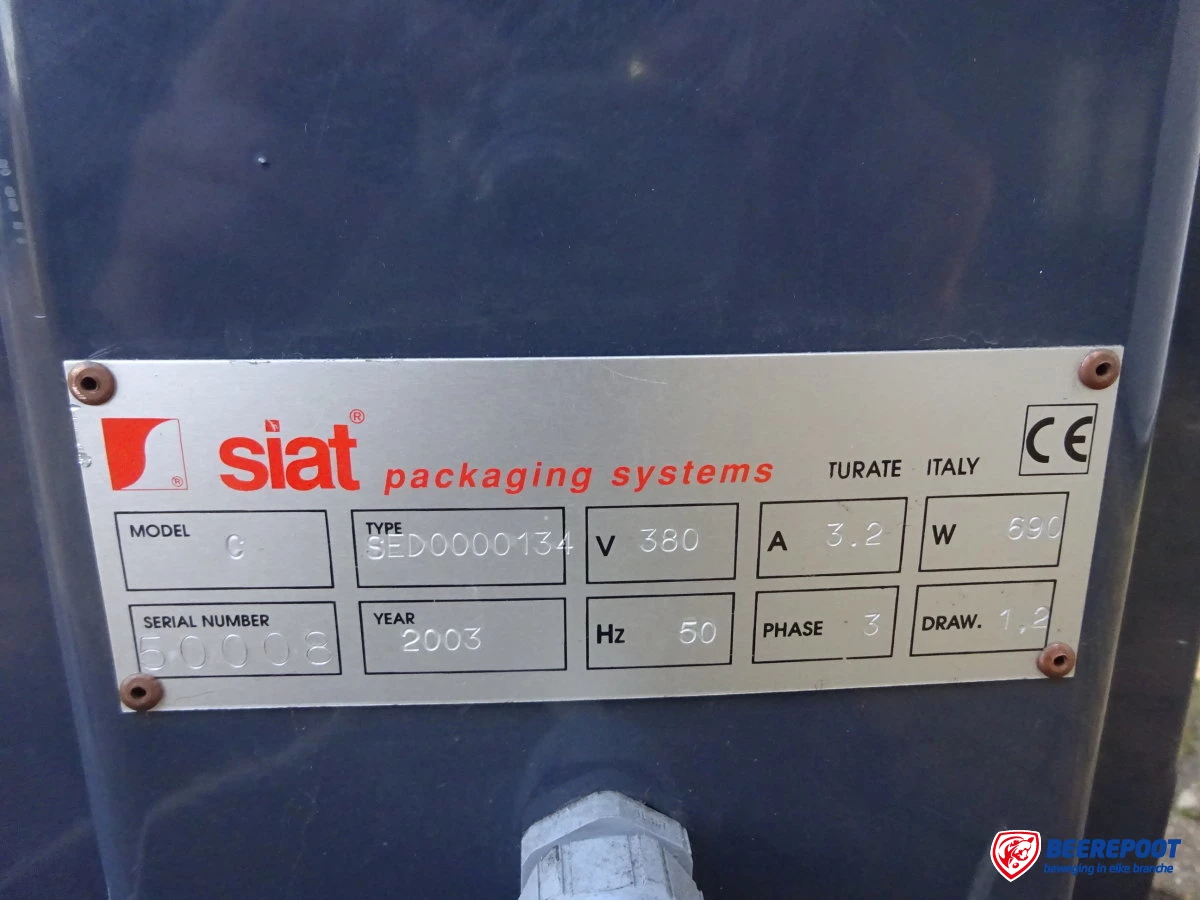 siat® packaging systems TURATE ITALY CE
®
MODEL G
TYPE SED0000134
V 380
A 3.2
W 690
SERIAL NUMBER 50008
YEAR 2003
Hz 50
PHASE 3
DRAW. 1,2
BEEREPOOT
beweging in elke branche